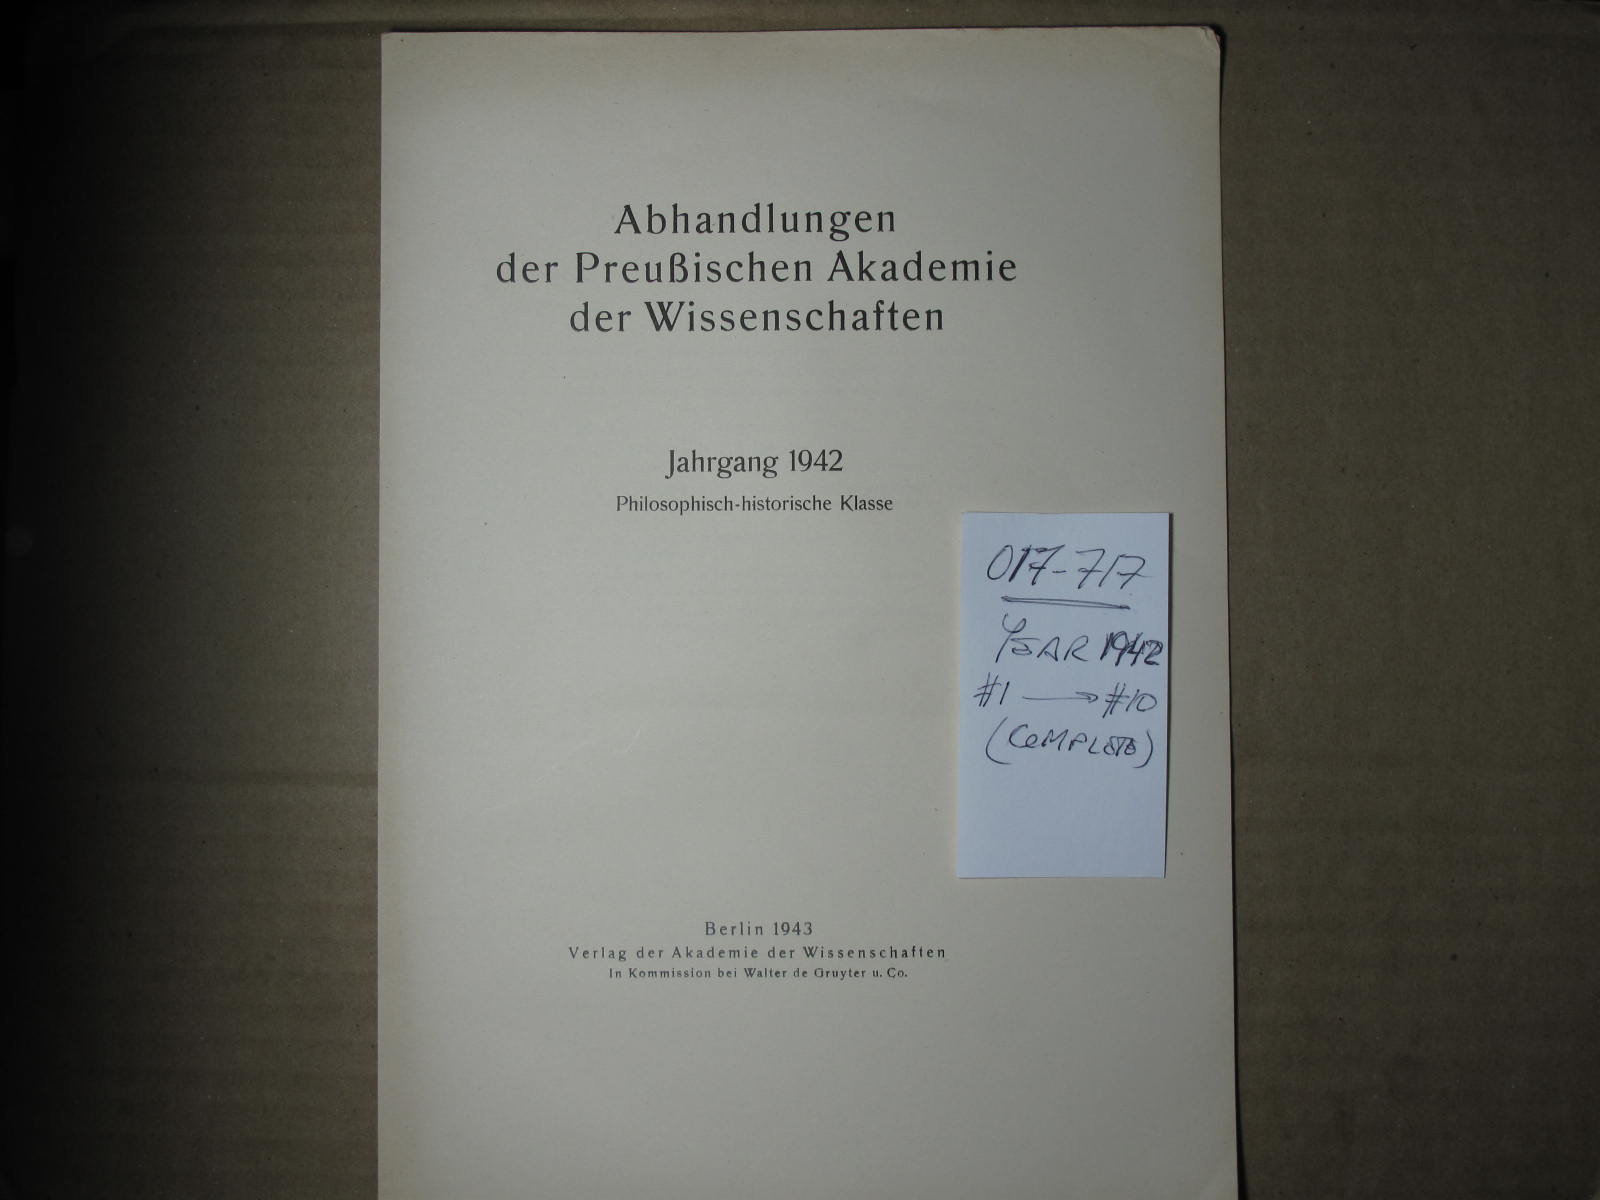 Abhandlungen
der Preußischen Akademie
der Wissenschaften
Jahrgang 1942
Philosophisch-historische Klasse
017-717
YEAR 1942
#1 → #10
(COMPLETE)
Berlin 1943
Verlag der Akademie der Wissenschaften
In Kommission bei Walter de Gruyter u. Co.